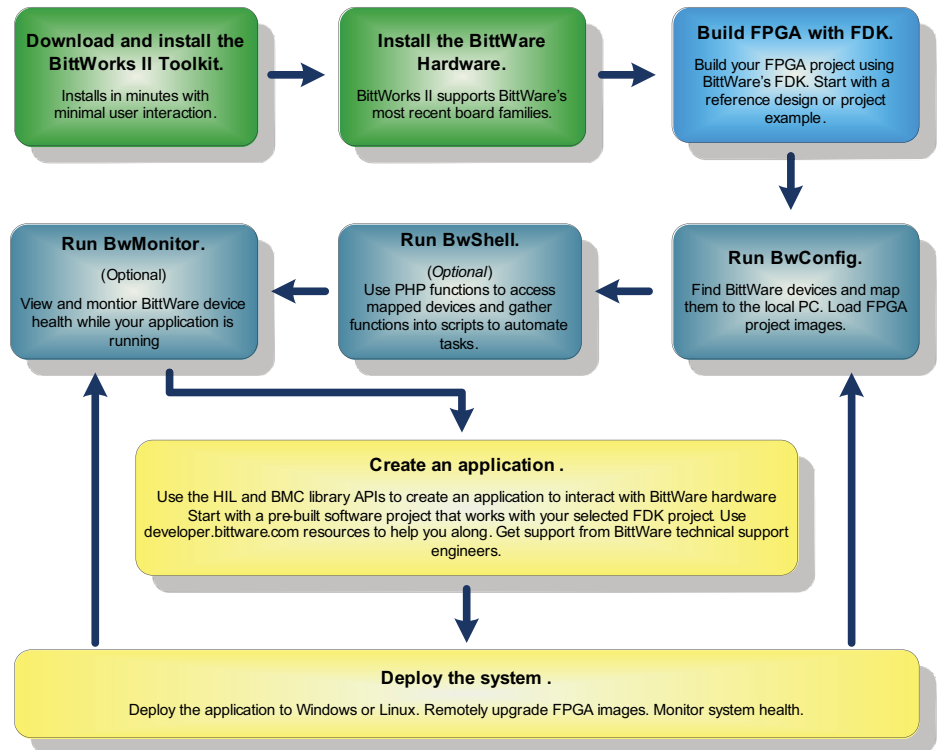 Download and install the
BittWorks II Toolkit.
Installs in minutes with
minimal user interaction.
Install the BittWare
Hardware.
BittWorks II supports BittWare's
most recent board families.
Build FPGA with FDK.
Build your FPGA project using
BittWare's FDK. Start with a
reference design or project
example.
Run BwMonitor.
(Optional)
View and montior BittWare device
health while your application is
running
Run BwShell.
(Optional)
Use PHP functions to access
mapped devices and gather
functions into scripts to automate
tasks.
Run BwConfig.
Find BittWare devices and map
them to the local PC. Load FPGA
project images.
Create an application .
Use the HIL and BMC library APIs to create an application to interact with BittWare hardware
Start with a pre-built software project that works with your selected FDK project. Use
developer.bittware.com resources to help you along. Get support from BittWare technical support
engineers.
Deploy the system .
Deploy the application to Windows or Linux. Remotely upgrade FPGA images. Monitor system health.